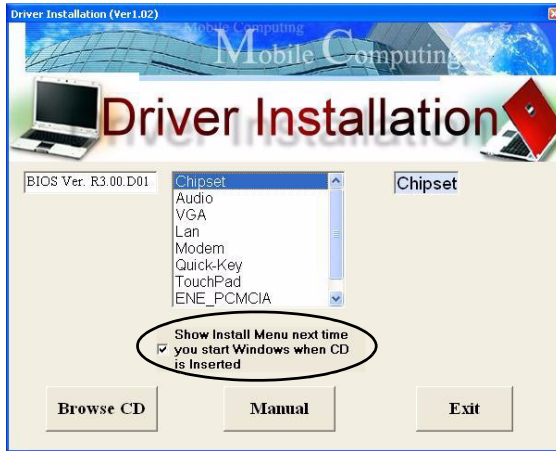 Driver Installation (Ver1.02)
Mobile Computing
Mobile Computing
Driver Installation
BIOS Ver. R3.00.D01
Chipset
Audio
VGA
Lan
Modem
Quick-Key
TouchPad
ENE_PCMCIA
Chipset
Show Install Menu next time
you start Windows when CD
is Inserted
Browse CD
Manual
Exit